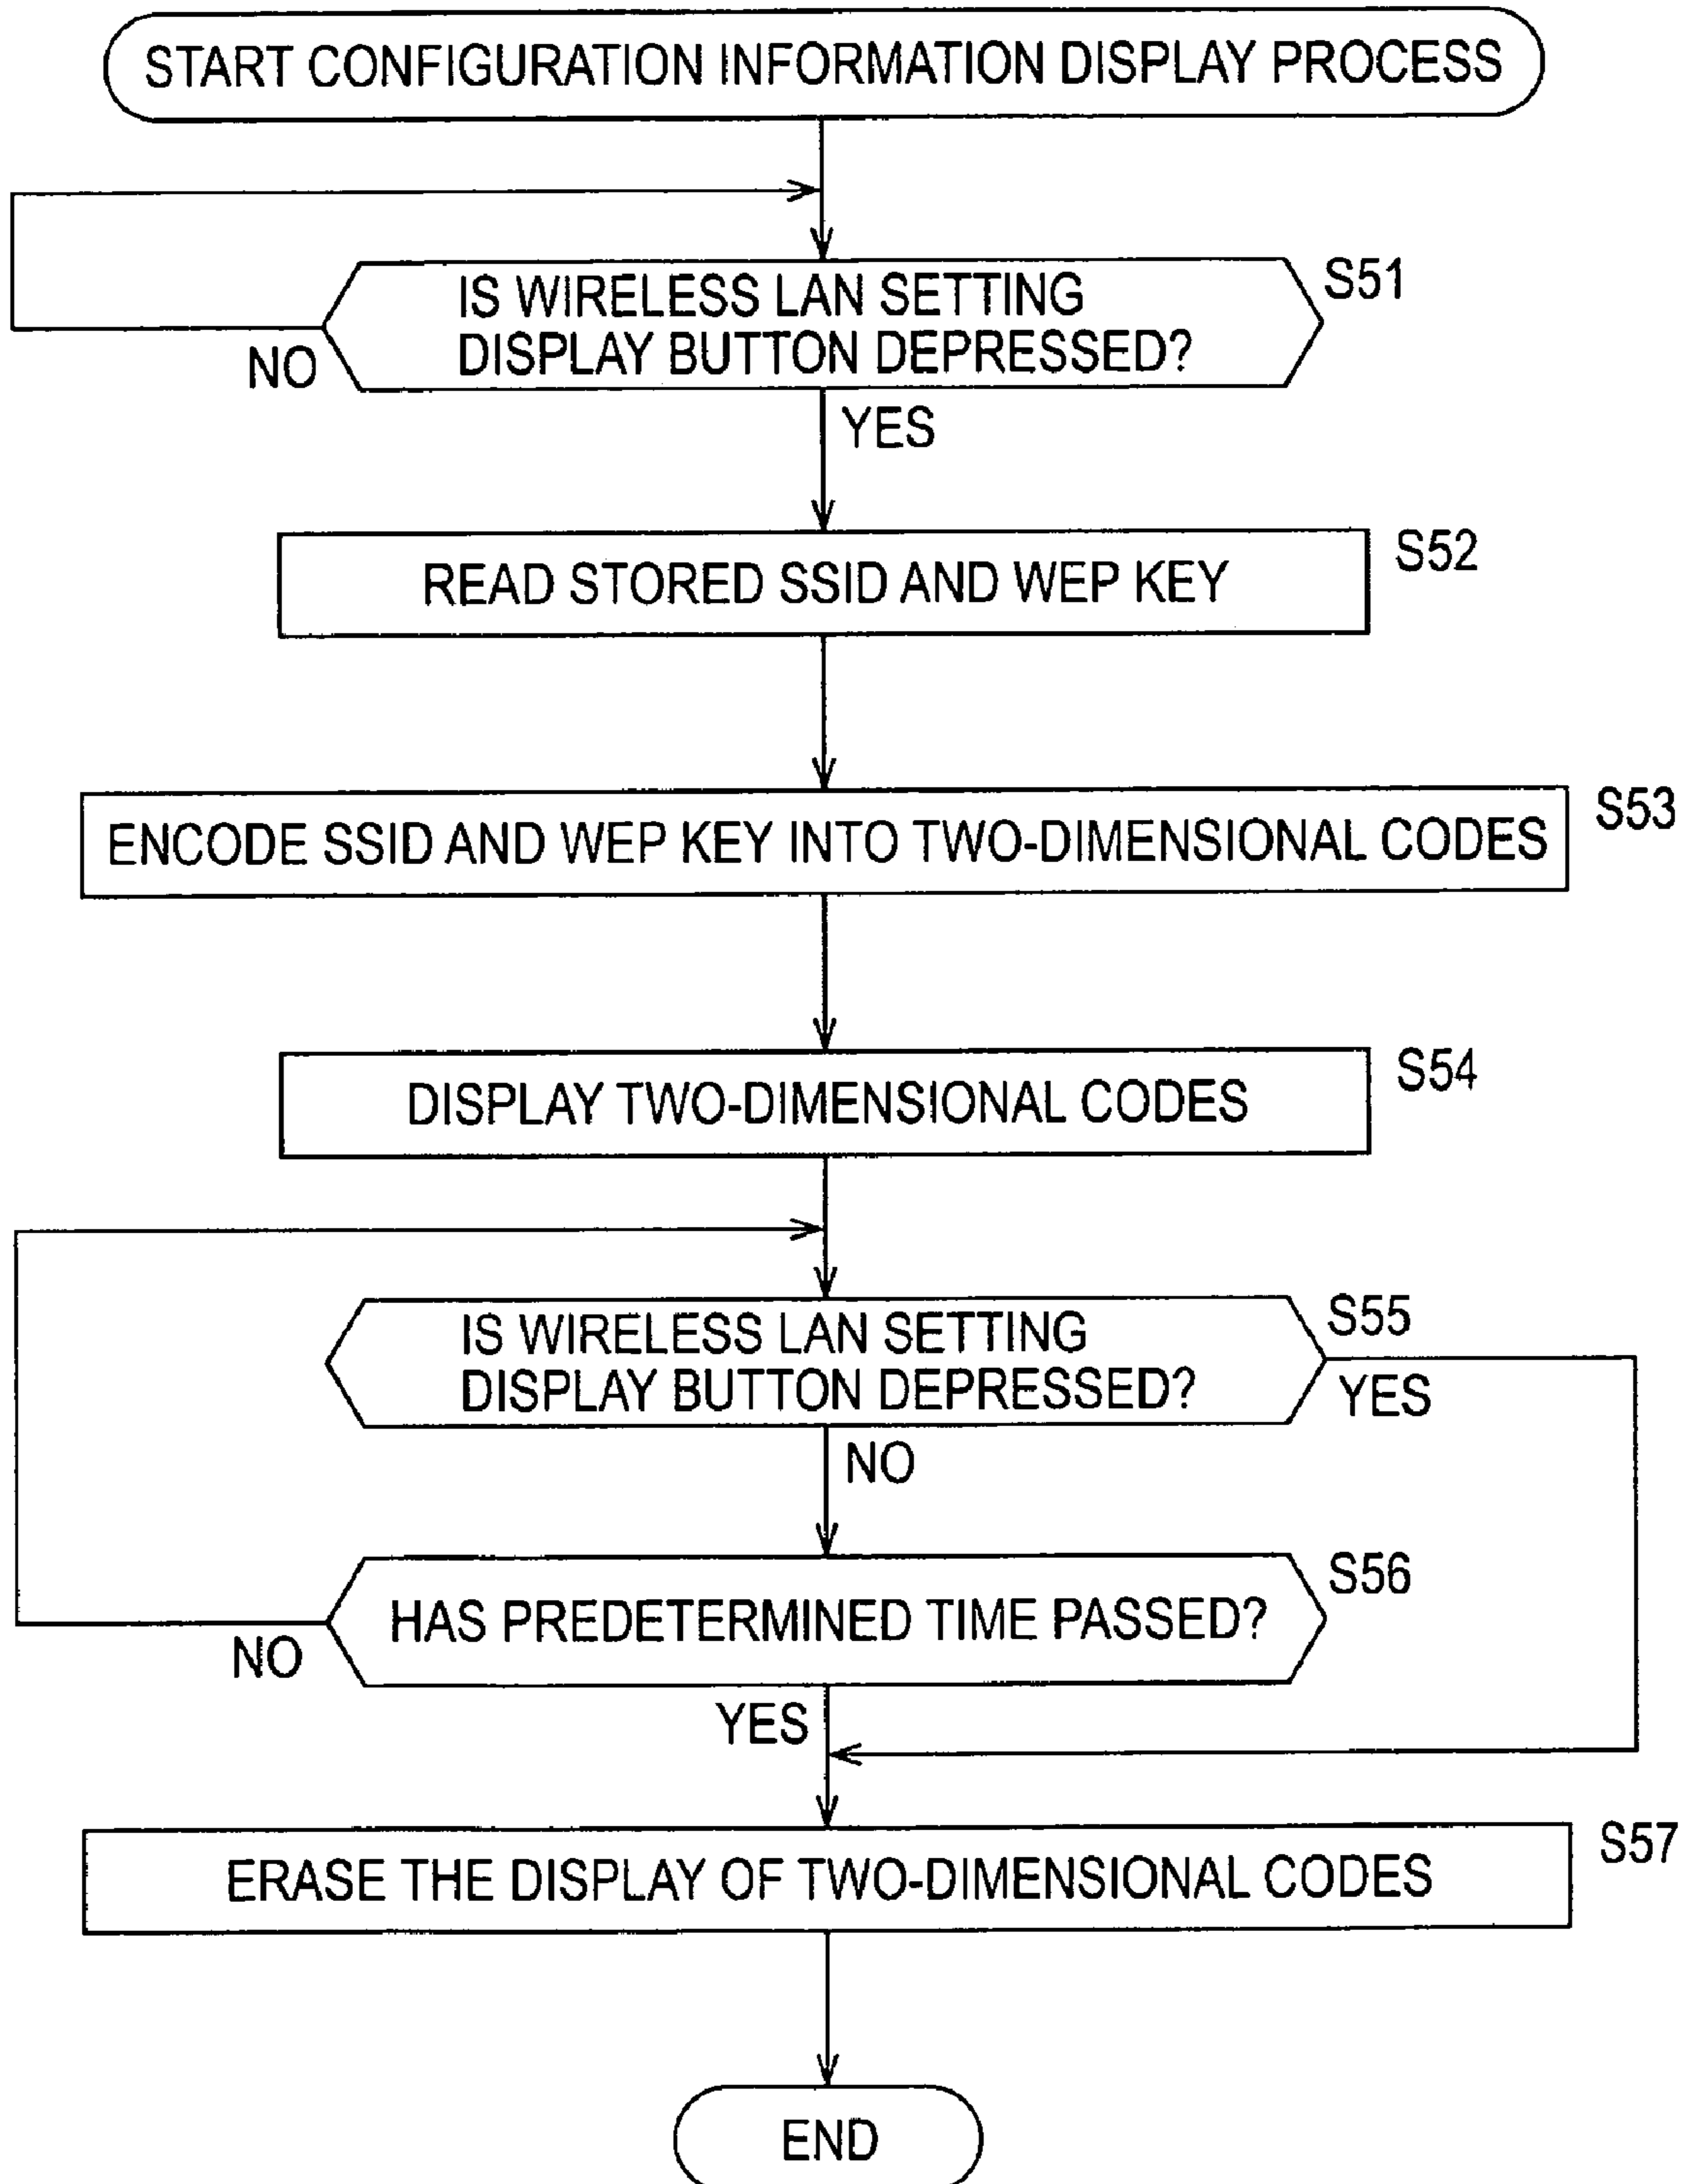 START CONFIGURATION INFORMATION DISPLAY PROCESS
IS WIRELESS LAN SETTING
DISPLAY BUTTON DEPRESSED?
S51
NO
YES
READ STORED SSID AND WEP KEY
S52
ENCODE SSID AND WEP KEY INTO TWO-DIMENSIONAL CODES
S53
DISPLAY TWO-DIMENSIONAL CODES
S54
IS WIRELESS LAN SETTING
DISPLAY BUTTON DEPRESSED?
S55
YES
NO
HAS PREDETERMINED TIME PASSED?
S56
NO
YES
ERASE THE DISPLAY OF TWO-DIMENSIONAL CODES
S57
END